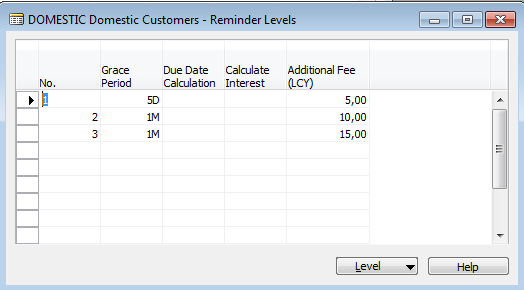 DOMESTIC Domestic Customers - Reminder Levels
No. Grace Period Due Date Calculation Calculate Interest Additional Fee (LCY)
1 5D 5,00
2 1M 10,00
3 1M 15,00
Level Help